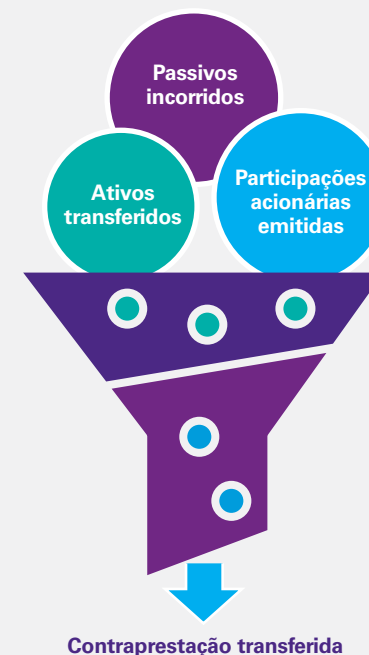 Passivos
incorridos
Ativos
transferidos
Participações
acionárias
emitidas
Contraprestação transferida